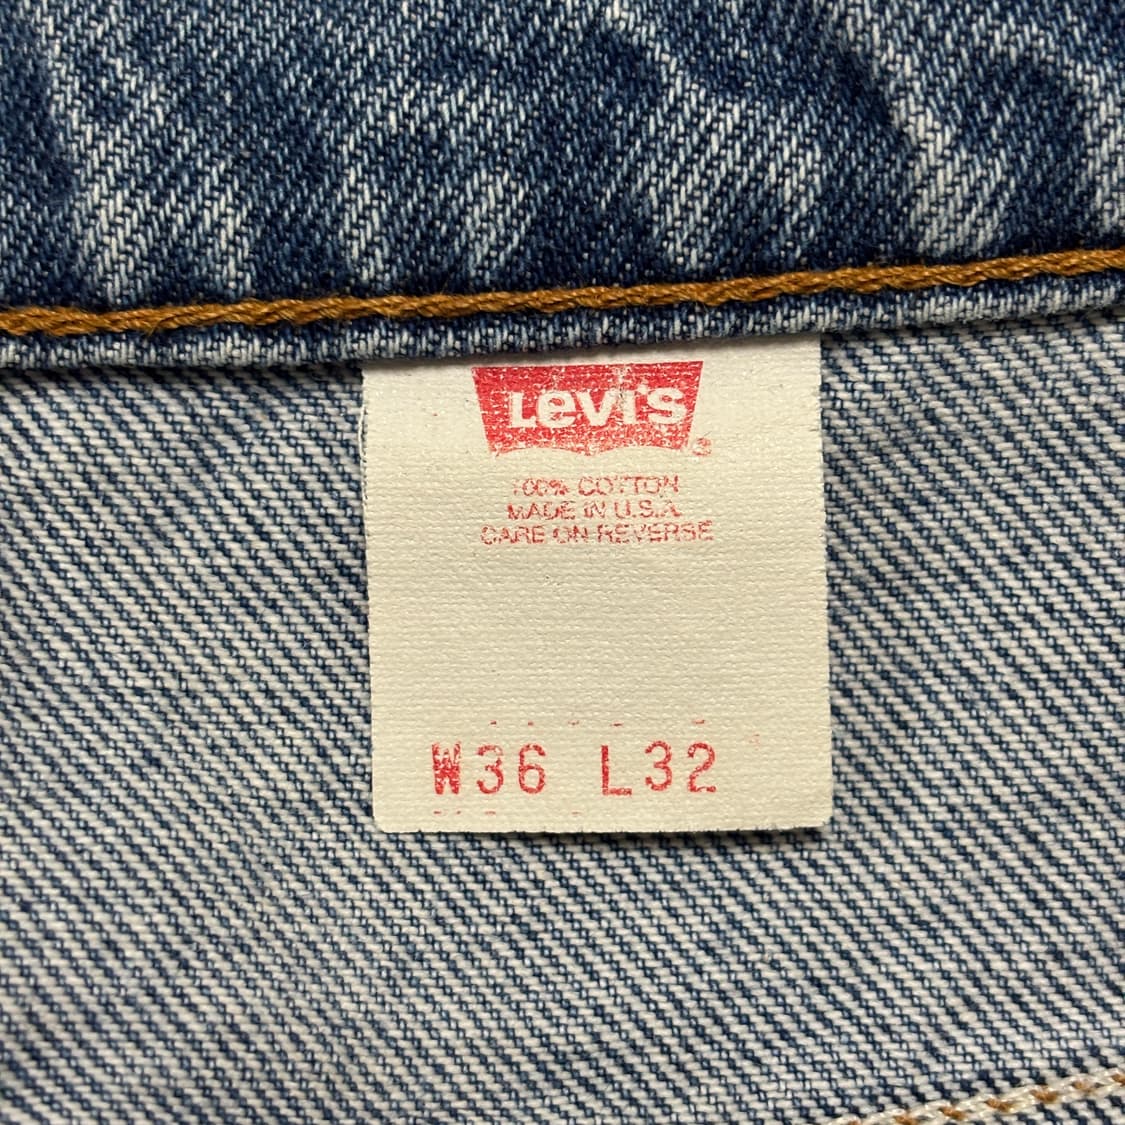 Levi's
100% COTTON
MADE IN U.S.A.
CARE ON REVERSE
W36 L32